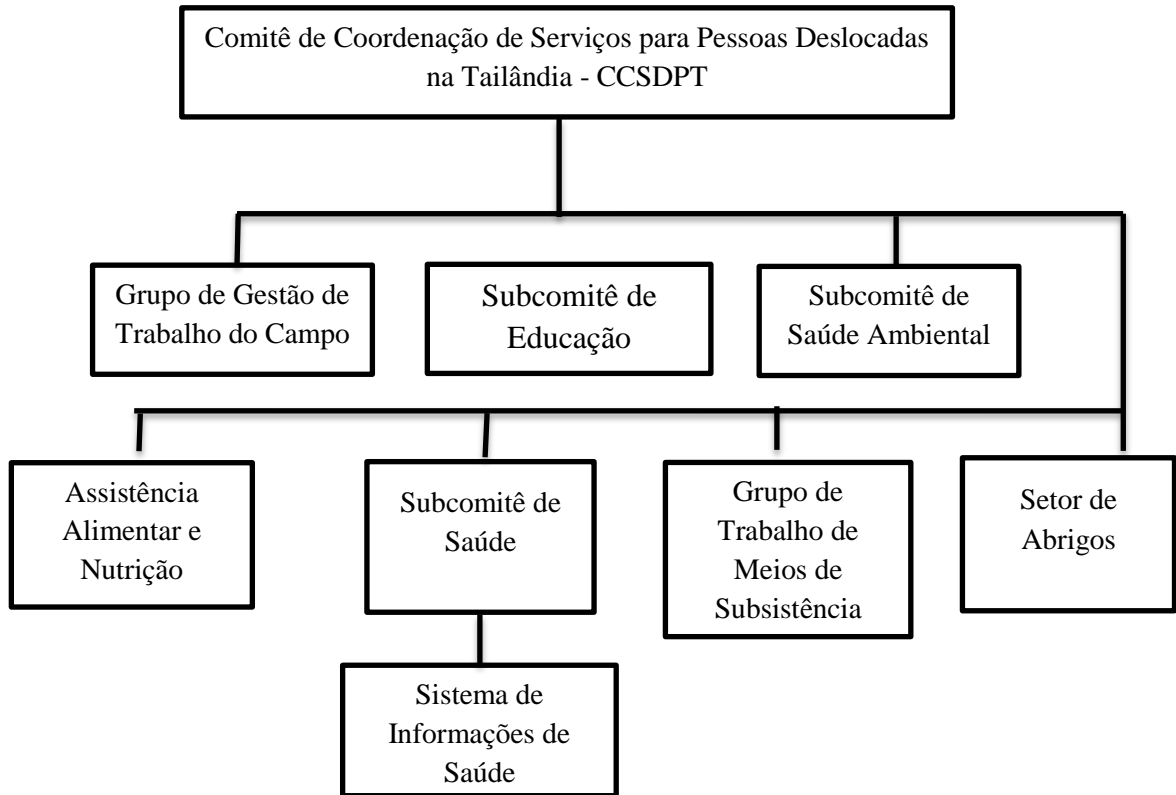 Comitê de Coordenação de Serviços para Pessoas Deslocadas
na Tailândia - CCSDPT
Grupo de Gestão de
Trabalho do Campo
Subcomitê de
Educação
Subcomitê de
Saúde Ambiental
Assistência
Alimentar e
Nutrição
Subcomitê de
Saúde
Grupo de
Trabalho de
Meios de
Subsistência
Setor de
Abrigos
Sistema de
Informações de
Saúde